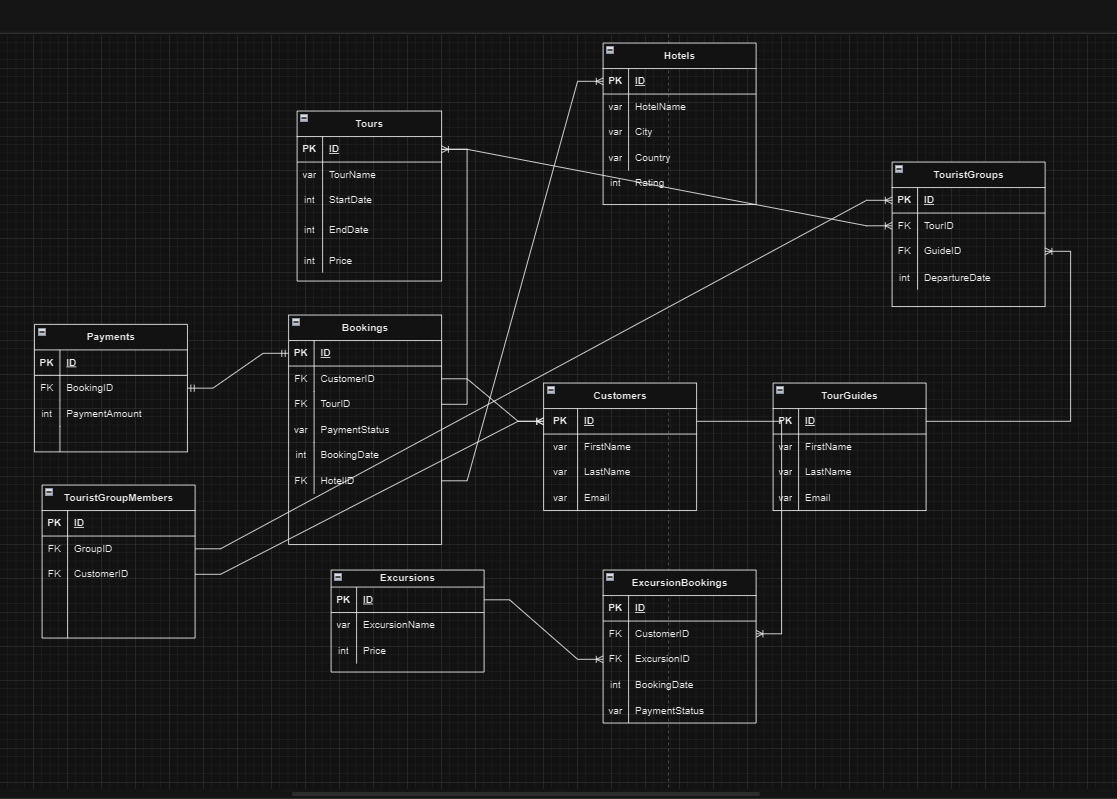 Hotels
PK ID
var HotelName
var City
var Country
int Rating
Tours
PK ID
var TourName
int StartDate
int EndDate
int Price
TouristGroups
PK ID
FK TourID
FK GuideID
int DepartureDate
Payments
PK ID
FK BookingID
int PaymentAmount
Bookings
PK ID
FK CustomerID
FK TourID
var PaymentStatus
int BookingDate
FK HotelID
Customers
PK ID
var FirstName
var LastName
var Email
TourGuides
PK ID
var FirstName
var LastName
var Email
TouristGroupMembers
PK ID
FK GroupID
FK CustomerID
Excursions
PK ID
var ExcursionName
int Price
ExcursionBookings
PK ID
FK CustomerID
FK ExcursionID
int BookingDate
var PaymentStatus